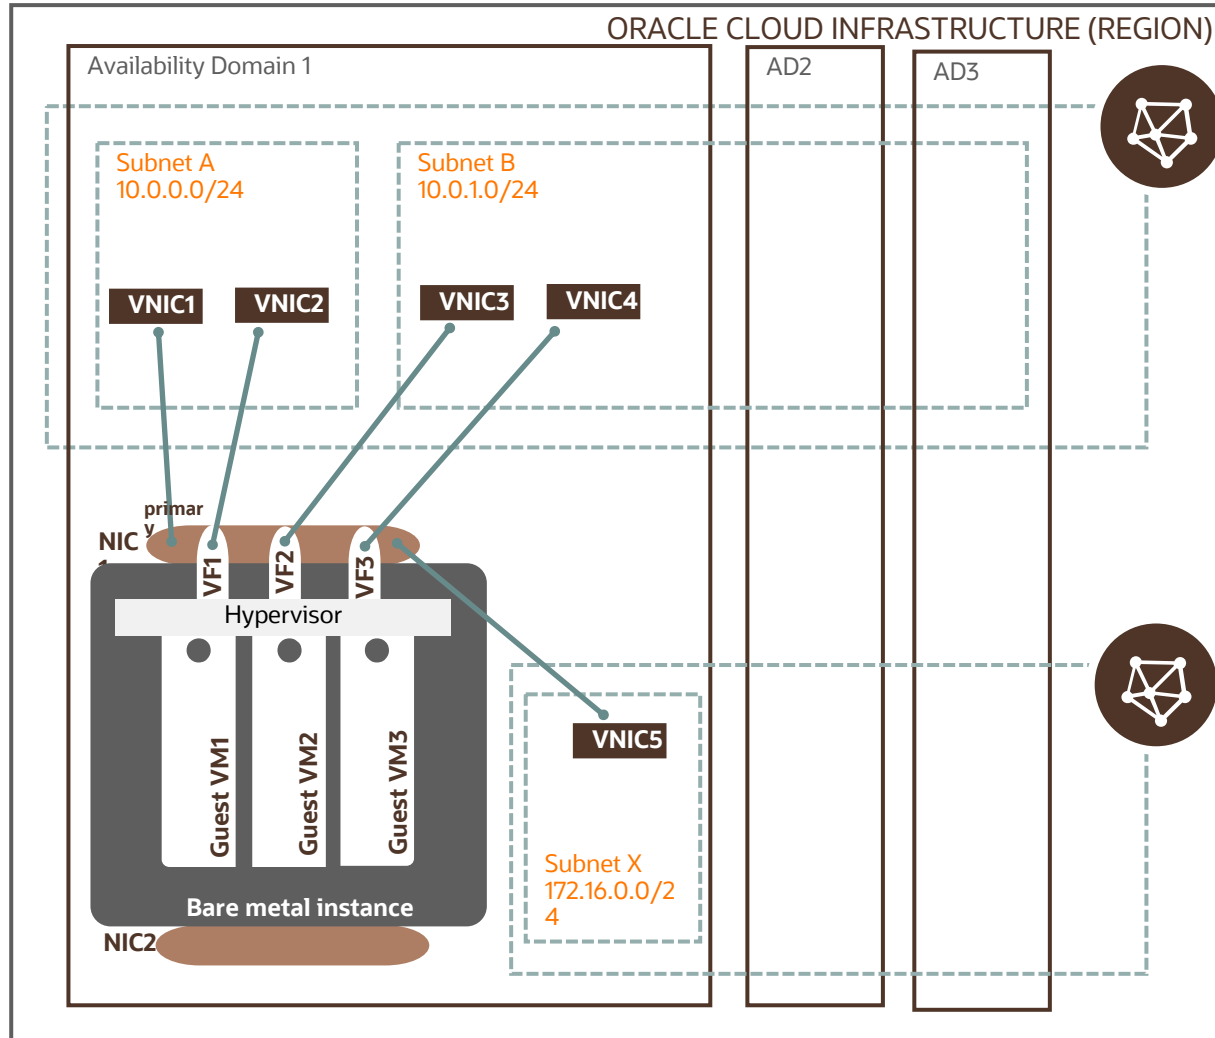 ORACLE CLOUD INFRASTRUCTURE (REGION)
Availability Domain 1
AD2
AD3
Subnet A
10.0.0.0/24
Subnet B
10.0.1.0/24
VNIC1
VNIC2
VNIC3
VNIC4
primar
y
NIC
VF1
VF2
VF3
Hypervisor
Guest VM1
Guest VM2
Guest VM3
VNIC5
Subnet X
172.16.0.0/2
4
Bare metal instance
NIC2